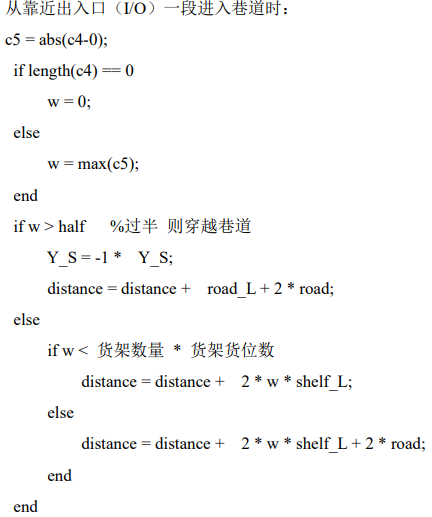 从靠近出入口（I/O）一段进入巷道时：
c5 = abs(c4-0);
if length(c4) == 0
w = 0;
else
w = max(c5);
end
if w > half %过半 则穿越巷道
Y_S = -1 * Y_S;
distance = distance + road_L + 2 * road;
else
if w < 货架数量 * 货架货位数
distance = distance + 2 * w * shelf_L;
else
distance = distance + 2 * w * shelf_L + 2 * road;
end
end